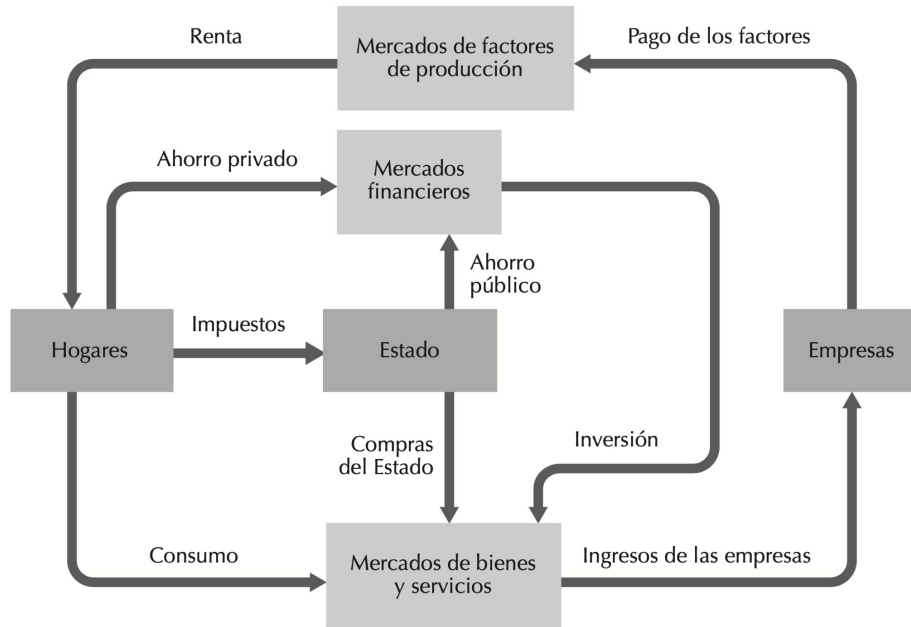 Renta
Mercados de factores
de producción
Pago de los factores
Ahorro privado
Mercados
financieros
Ahorro
público
Impuestos
Hogares
Estado
Empresas
Compras
del Estado
Inversión
Consumo
Mercados de bienes
y servicios
Ingresos de las empresas